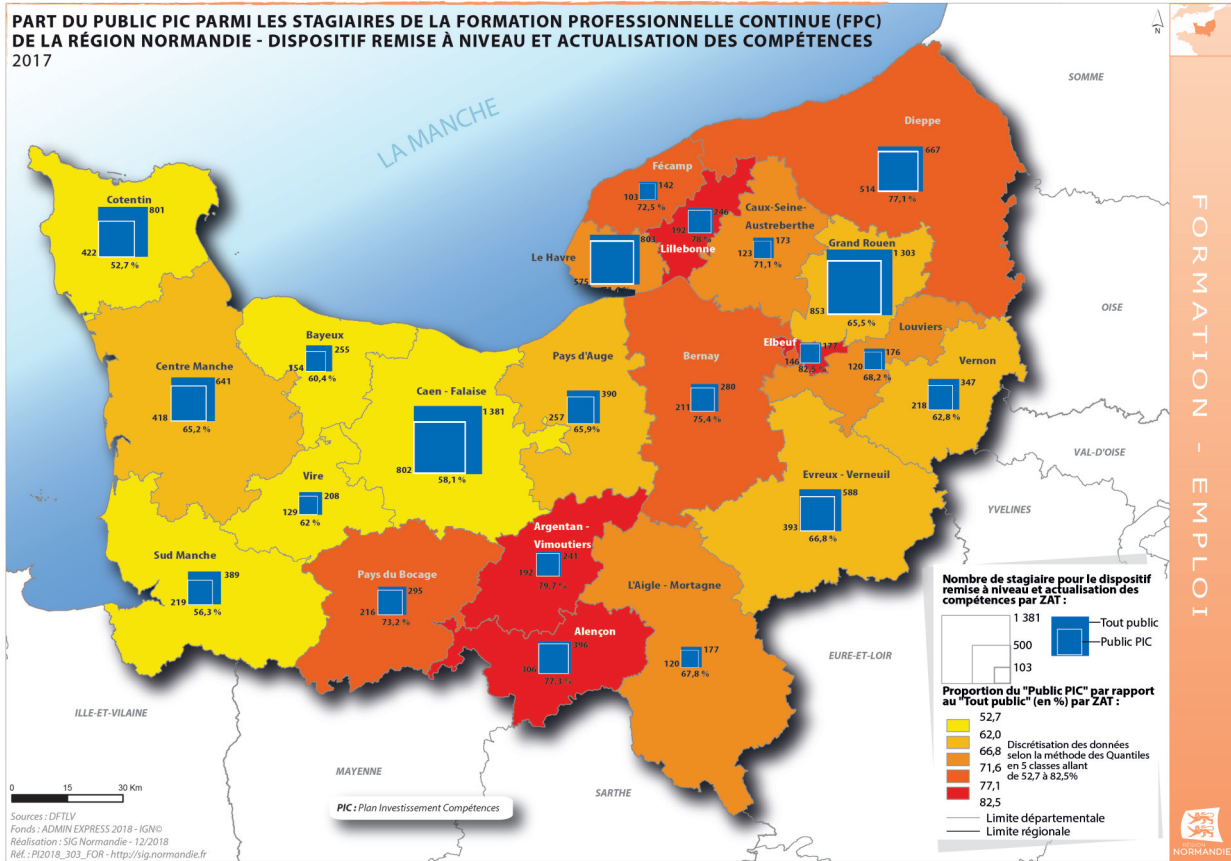 PART DU PUBLIC PIC PARMI LES STAGIAIRES DE LA FORMATION PROFESSIONNELLE CONTINUE (FPC)
DE LA RÉGION NORMANDIE - DISPOSITIF REMISE À NIVEAU ET ACTUALISATION DES COMPÉTENCES
2017
N
LA MANCHE
SOMME
OISE
VAL-D'OISE
YVELINES
EURE-ET-LOIR
SARTHE
MAYENNE
ILLE-ET-VILAINE
Dieppe
667
514
77,1 %
Fécamp
142
103
72,5 %
Lillebonne
246
192
78 %
Caux-Seine-
Austreberthe
173
123
71,1 %
Le Havre
803
575
Grand Rouen
1 303
853
65,5 %
Cotentin
801
422
52,7 %
Centre Manche
641
418
65,2 %
Bayeux
255
154
60,4 %
Caen - Falaise
1 381
802
58,1 %
Pays d'Auge
390
257
65,9%
Bernay
280
211
75,4 %
Elbeuf
177
146
82,5 %
Louviers
176
120
68,2 %
Vernon
347
218
62,8 %
Evreux - Verneuil
588
393
66,8 %
Vire
208
129
62 %
Sud Manche
389
219
56,3 %
Pays du Bocage
295
216
73,2 %
Argentan -
Vimoutiers
241
192
79,7 %
Alençon
396
306
77,3 %
L'Aigle - Mortagne
177
120
67,8 %
Nombre de stagiaire pour le dispositif
remise à niveau et actualisation des
compétences par ZAT :
1 381
500
103
Tout public
Public PIC
Proportion du "Public PIC" par rapport
au "Tout public" (en %) par ZAT :
52,7
62,0
66,8
71,6
77,1
82,5
Discrétisation des données
selon la méthode des Quantiles
en 5 classes allant
de 52,7 à 82,5%
Limite départementale
Limite régionale
0 15 30 Km
PIC : Plan Investissement Compétences
Sources : DFTLV
Fonds : ADMIN EXPRESS 2018 - IGN©
Réalisation : SIG Normandie - 12/2018
Réf. : PI2018_303_FOR - http://sig.normandie.fr
FORMATION - EMPLOI
RÉGION
NORMANDIE